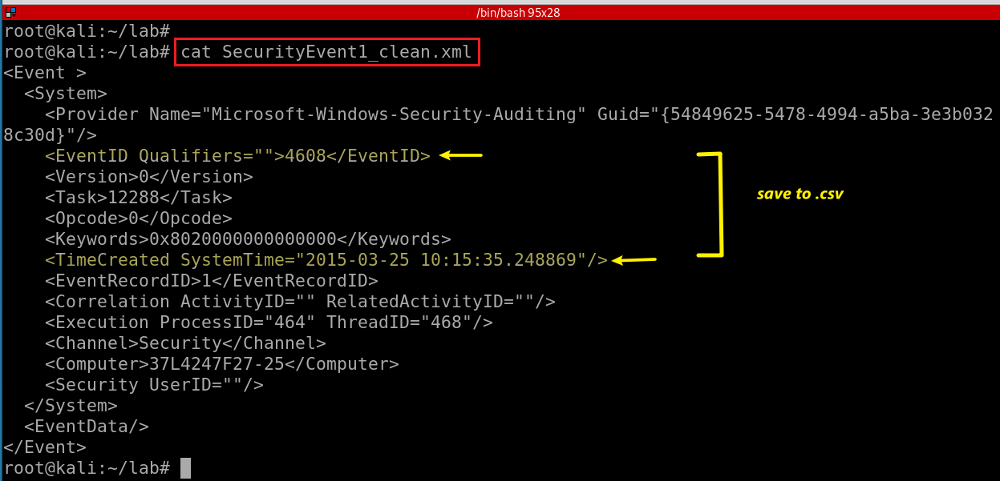 /bin/bash 95x28
root@kali:~/lab#
root@kali:~/lab# cat SecurityEvent1_clean.xml
<Event >
  <System>
    <Provider Name="Microsoft-Windows-Security-Auditing" Guid="{54849625-5478-4994-a5ba-3e3b032
8c30d}"/>
    <EventID Qualifiers="">4608</EventID>
    <Version>0</Version>
save to .csv
    <Task>12288</Task>
    <Opcode>0</Opcode>
    <Keywords>0x8020000000000000</Keywords>
    <TimeCreated SystemTime="2015-03-25 10:15:35.248869"/>
    <EventRecordID>1</EventRecordID>
    <Correlation ActivityID="" RelatedActivityID=""/>
    <Execution ProcessID="464" ThreadID="468"/>
    <Channel>Security</Channel>
    <Computer>37L4247F27-25</Computer>
    <Security UserID=""/>
  </System>
  <EventData/>
</Event>
root@kali:~/lab#